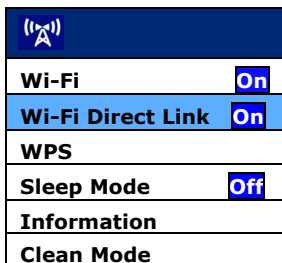 Wi-Fi On
Wi-Fi Direct Link On
WPS
Sleep Mode Off
Information
Clean Mode